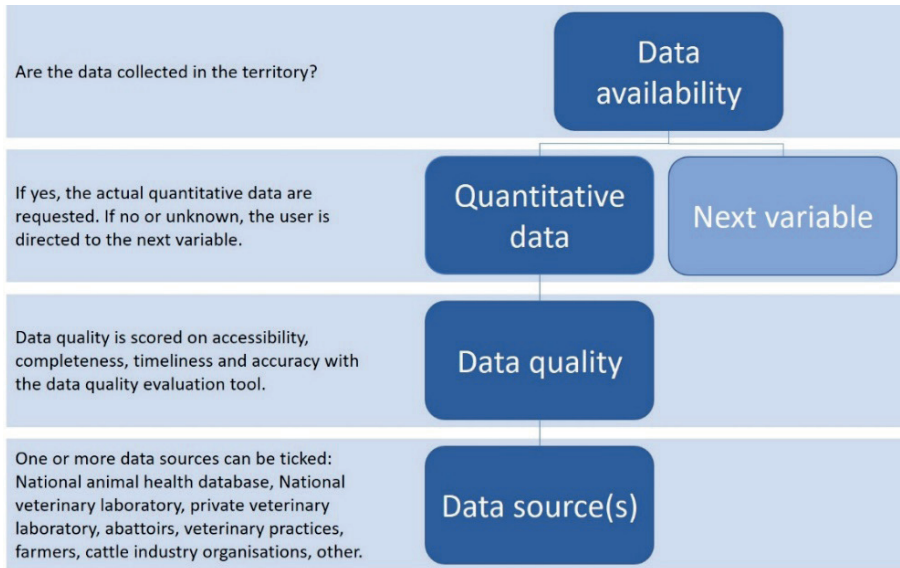 Are the data collected in the territory?
Data
availability
If yes, the actual quantitative data are
requested. If no or unknown, the user is
directed to the next variable.
Quantitative
data
Next variable
Data quality is scored on accessibility,
completeness, timeliness and accuracy with
the data quality evaluation tool.
Data quality
One or more data sources can be ticked:
National animal health database, National
veterinary laboratory, private veterinary
laboratory, abattoirs, veterinary practices,
farmers, cattle industry organisations, other.
Data source(s)